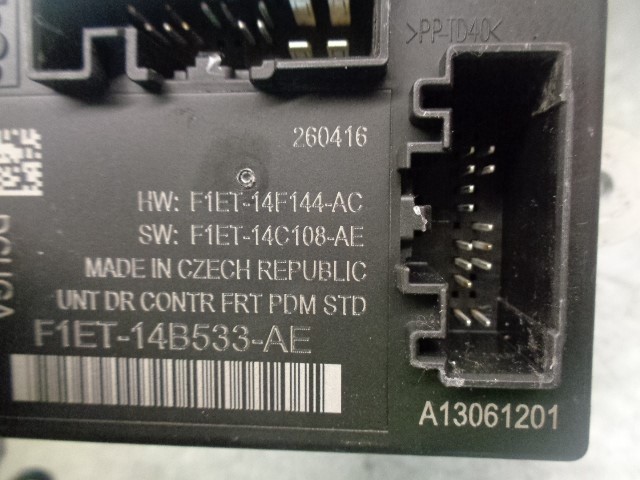 >PP-TD40<
260416
HW: F1ET-14F144-AC
SW: F1ET-14C108-AE
MADE IN CZECH REPUBLIC
UNT DR CONTR FRT PDM STD
F1ET-14B533-AE
A13061201